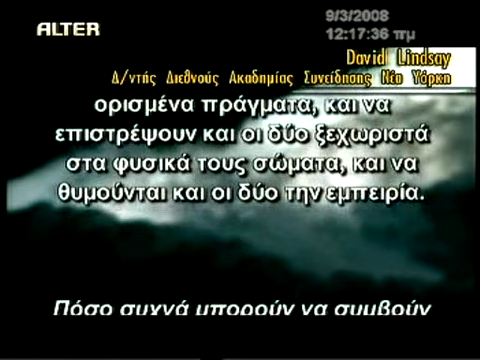 ALTER
9/3/2008
12:17:36 πμ
David Lindsay
Δ/ντής Διεθνούς Ακαδημίας Συνείδησης Νέα Υόρκη
ορισμένα πράγματα, και να
επιστρέψουν και οι δύο ξεχωριστά
στα φυσικά τους σώματα, και να
θυμούνται και οι δύο την εμπειρία.
Πόσο συχνά μπορούν να συμβούν